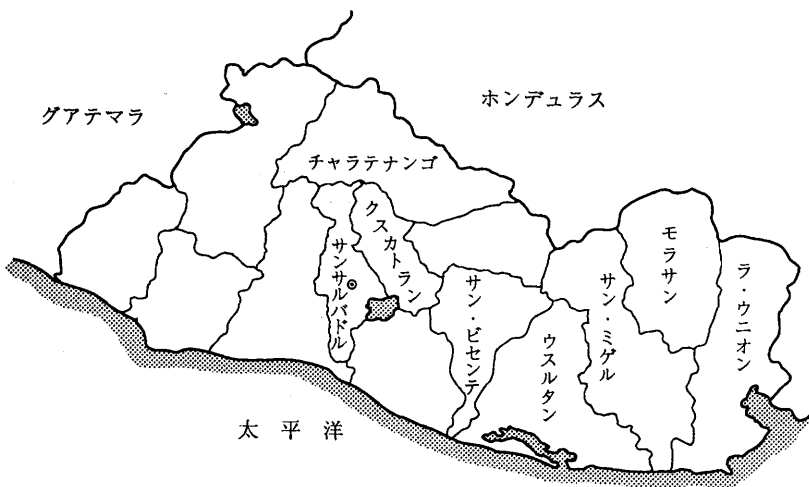 グアテマラ
ホンデュラス
チャラテナンゴ
クスカトラン
サンサルバドル
サン・ビセンテ
ウスルタン
サン・ミゲル
モラサン
ラ・ウニオン
太平洋